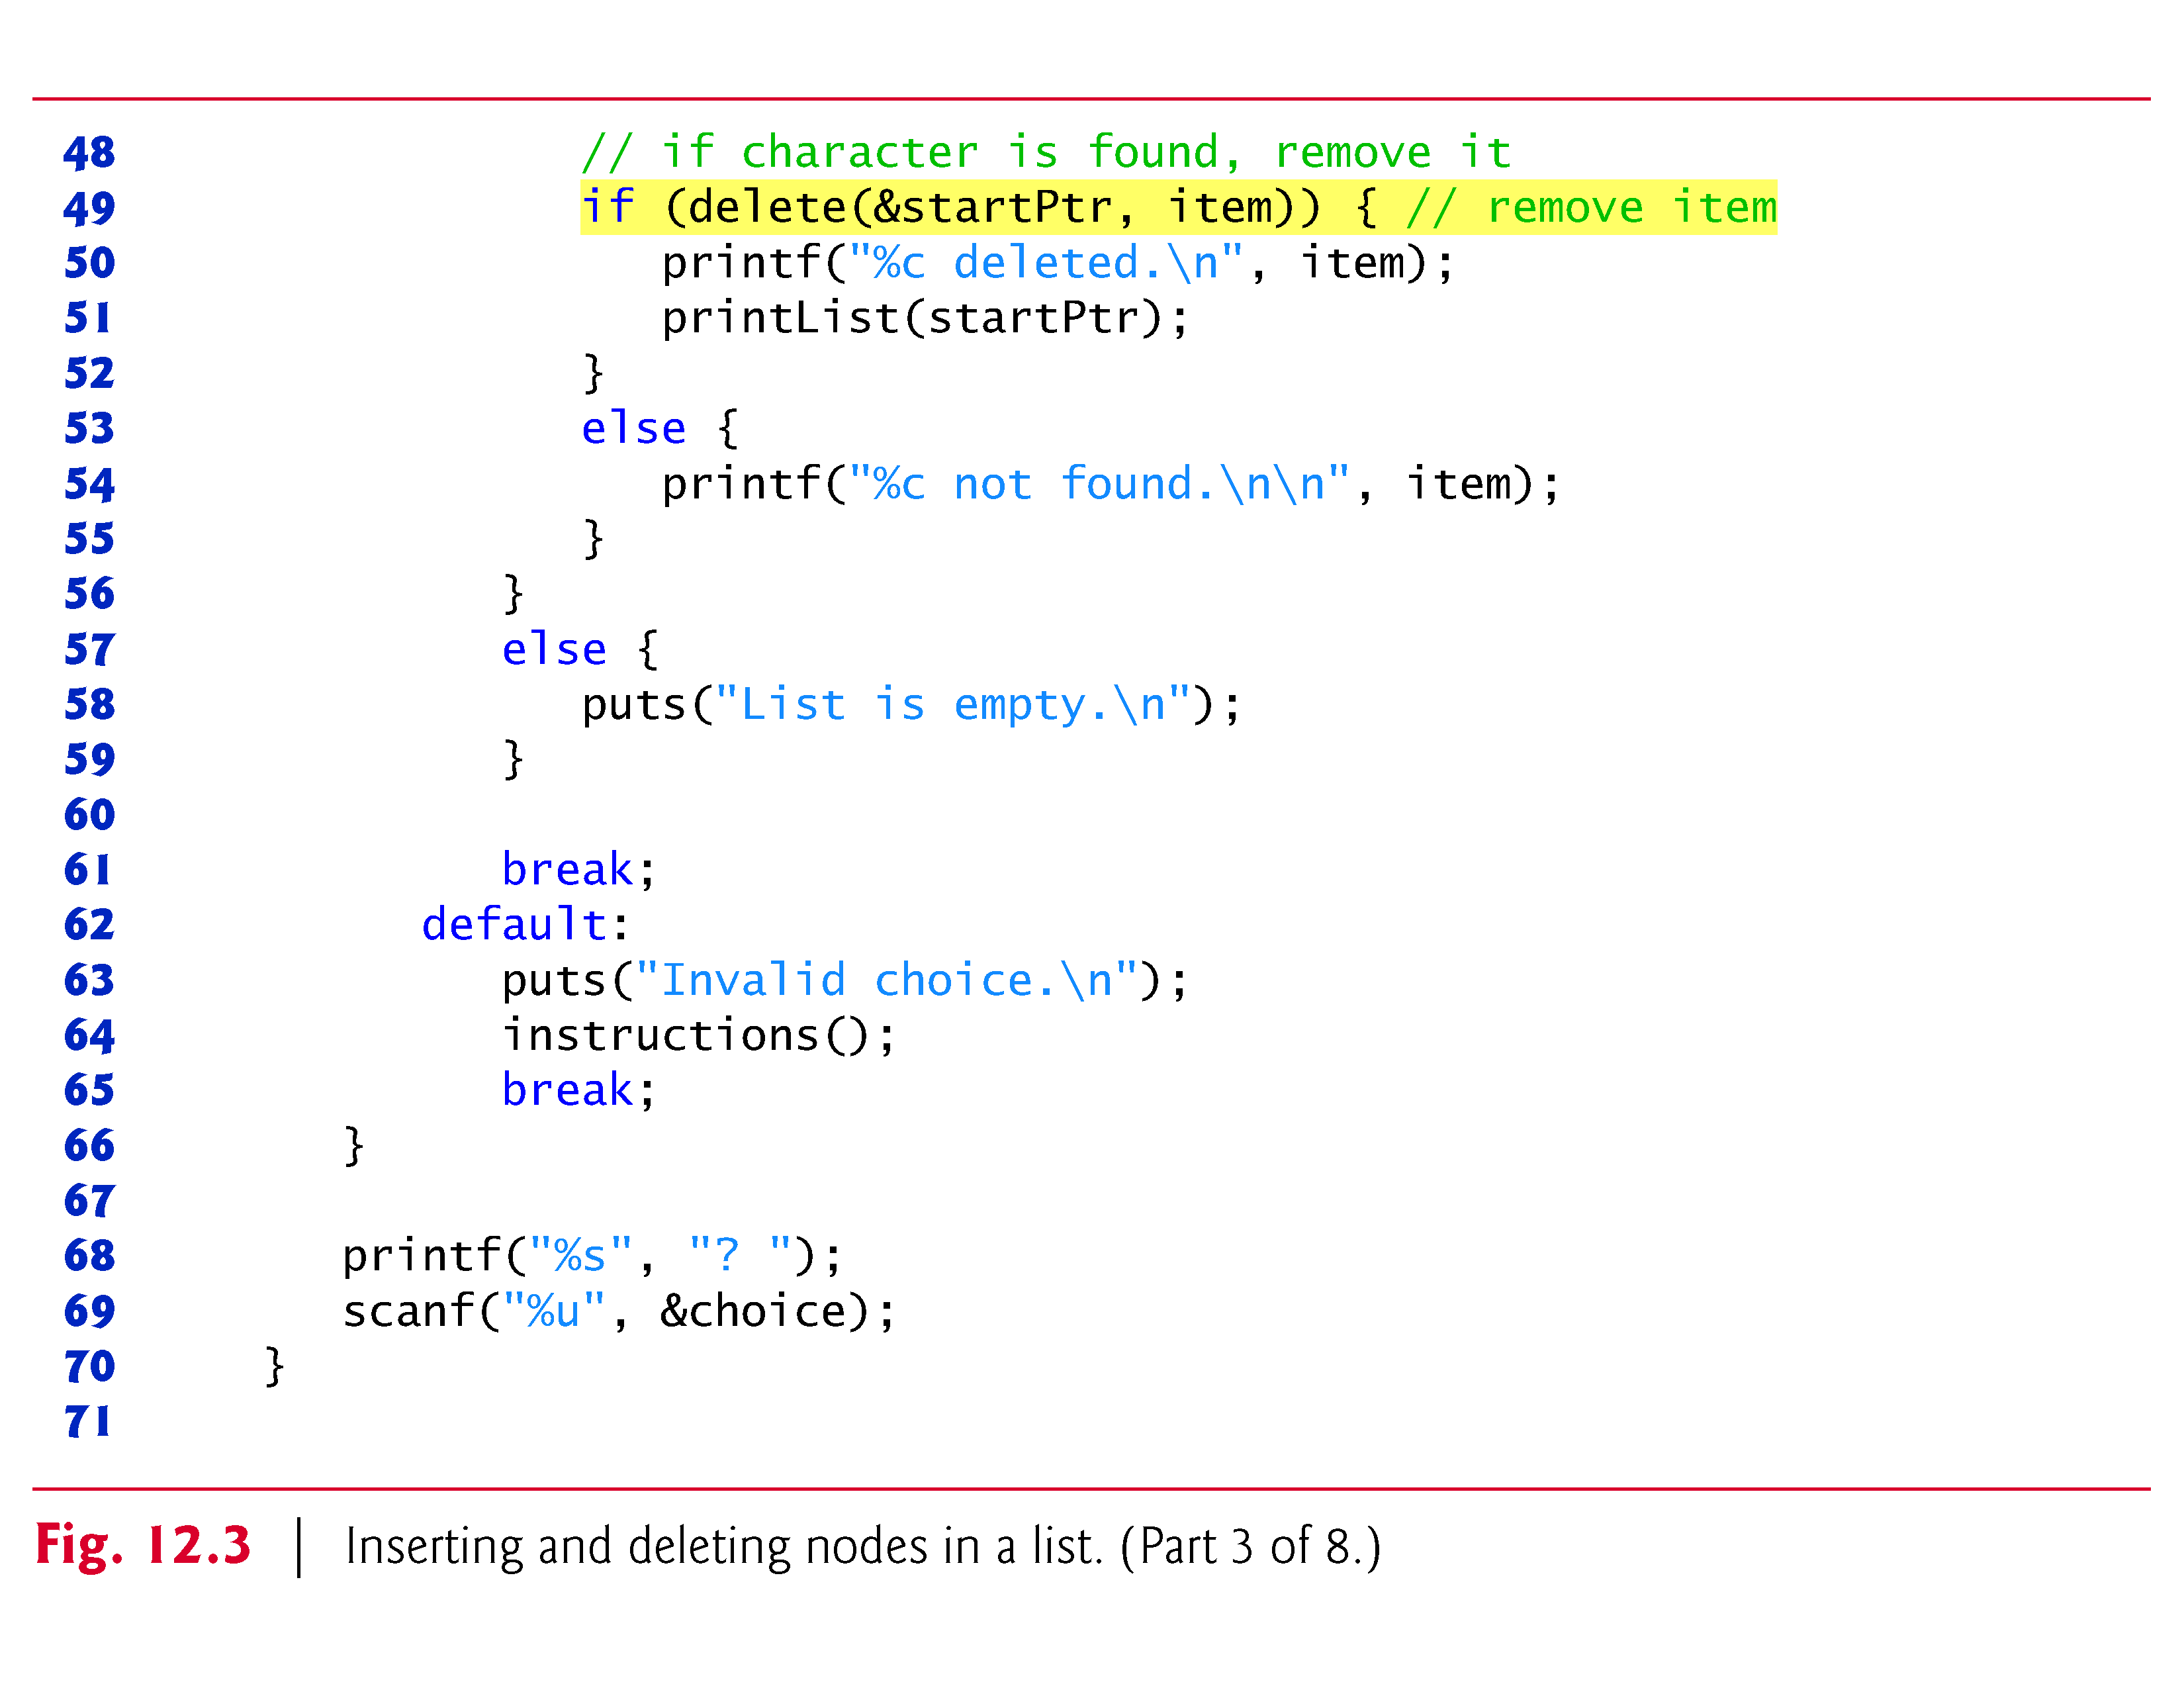 48 // if character is found, remove it
49 if (delete(&startPtr, item)) { // remove item
50 printf("%c deleted.\n", item);
51 printList(startPtr);
52 }
53 else {
54 printf("%c not found.\n\n", item);
55 }
56 }
57 else {
58 puts("List is empty.\n");
59 }
60
61 break;
62 default:
63 puts("Invalid choice.\n");
64 instructions();
65 break;
66 }
67
68 printf("%s", "? ");
69 scanf("%u", &choice);
70 }
71
Fig. 12.3 | Inserting and deleting nodes in a list. (Part 3 of 8.)